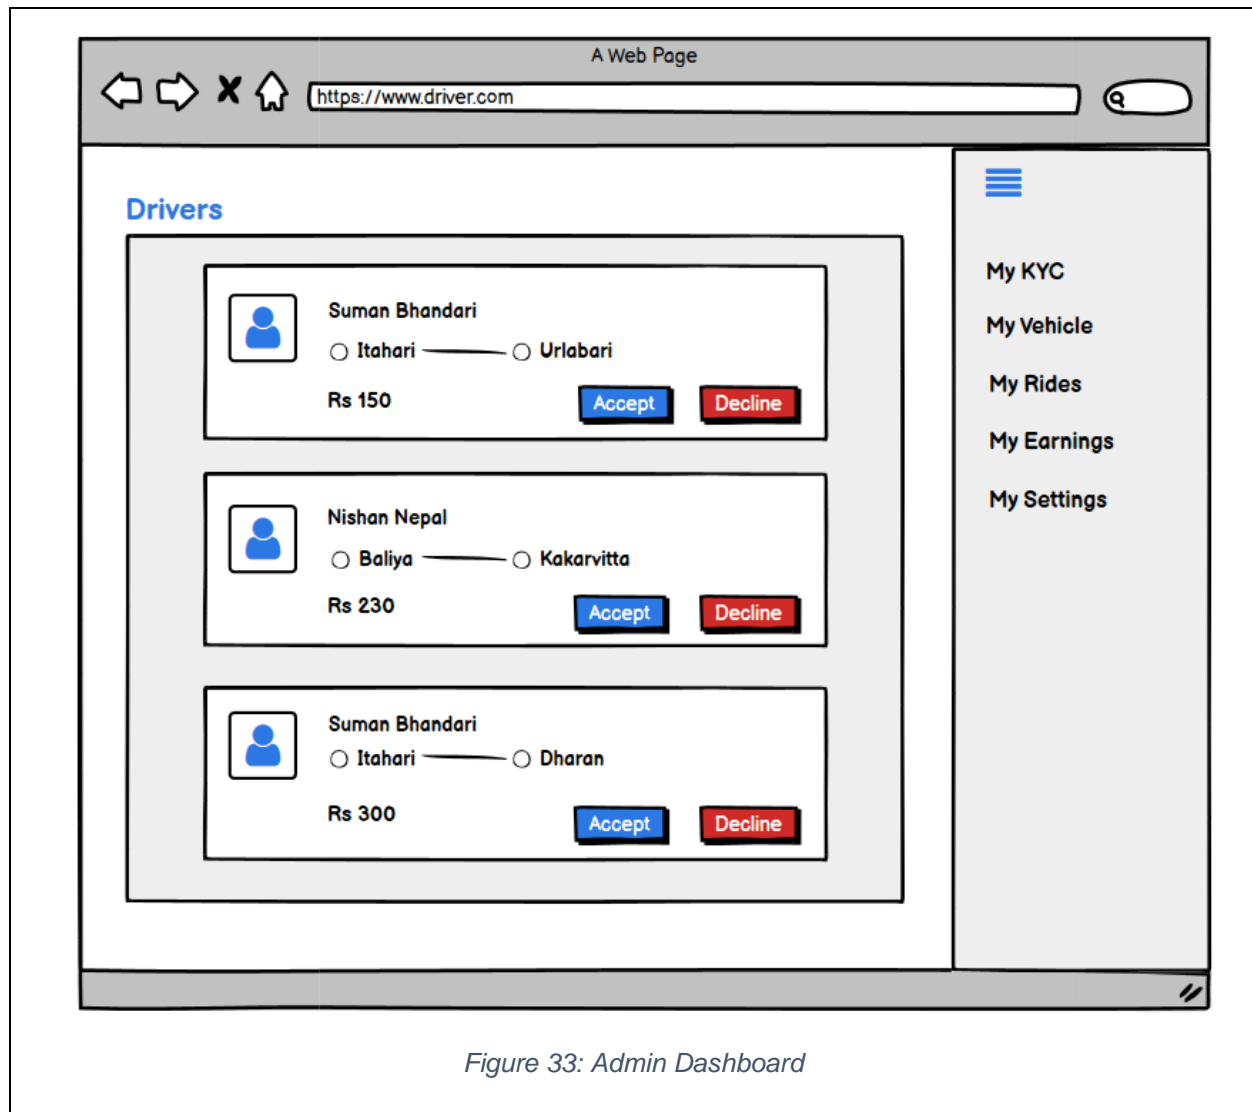 A Web Page
https://www.driver.com
Drivers
Suman Bhandari
Itahari Urlabari
Rs 150 Accept Decline
Nishan Nepal
Baliya Kakarvitta
Rs 230 Accept Decline
Suman Bhandari
Itahari Dharan
Rs 300 Accept Decline
My KYC
My Vehicle
My Rides
My Earnings
My Settings
Figure 33: Admin Dashboard